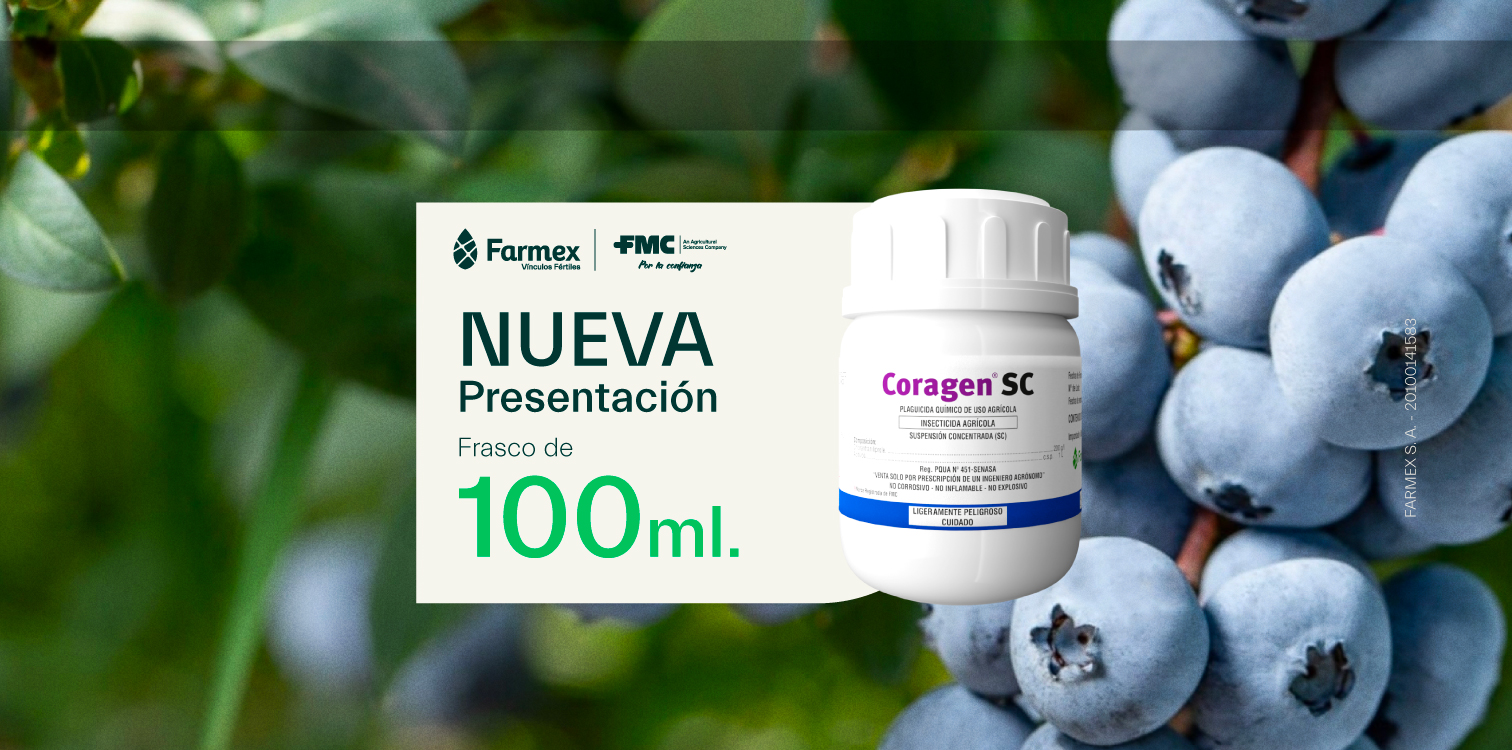 Farmex
Vínculos Fértiles
FMC
An Agricultural
Sciences Company
Por la confianza
NUEVA
Presentación
Frasco de
100ml.
Coragen® SC
PLAGUICIDA QUÍMICO DE USO AGRÍCOLA
INSECTICIDA AGRÍCOLA
SUSPENSIÓN CONCENTRADA (SC)
Reg. PQUA N° 451-SENASA
"VENTA SOLO POR PRESCRIPCIÓN DE UN INGENIERO AGRÓNOMO"
NO CORROSIVO - NO INFLAMABLE - NO EXPLOSIVO
LIGERAMENTE PELIGROSO
CUIDADO
FARMEX S. A. - 20100141583